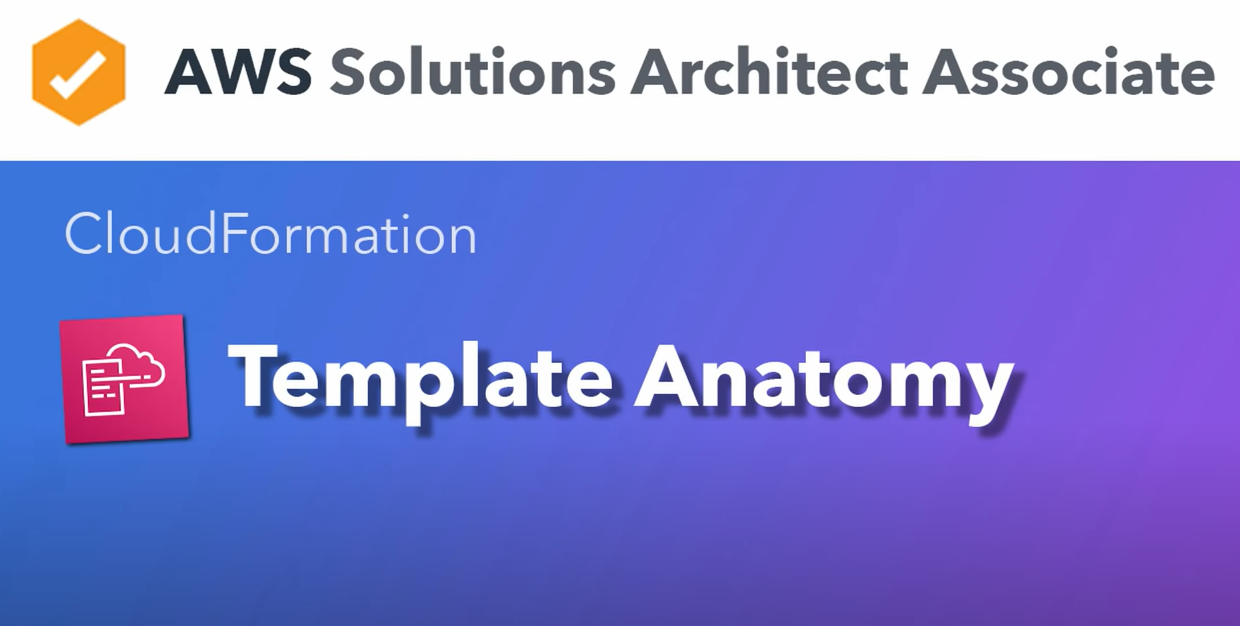 AWS Solutions Architect Associate
CloudFormation
Template Anatomy